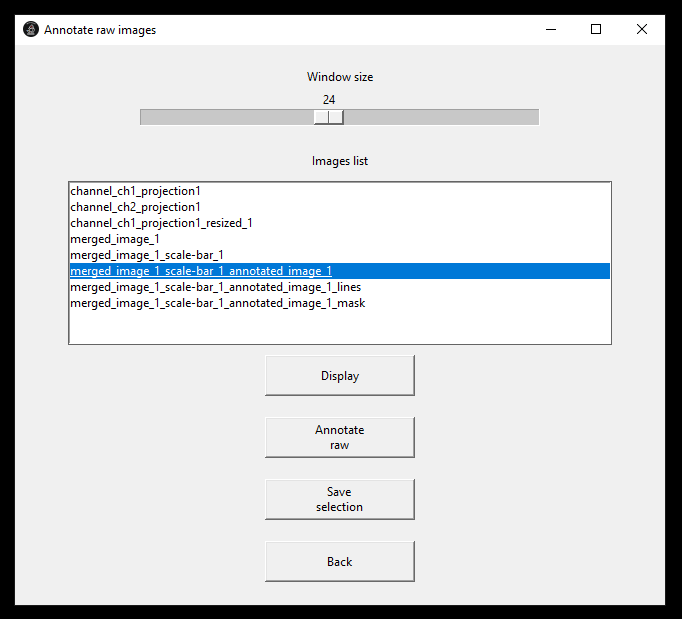 Annotate raw images
Window size
24
Images list
channel_ch1_projection1
channel_ch2_projection1
channel_ch1_projection1_resized_1
merged_image_1
merged_image_1_scale-bar_1
merged_image_1_scale-bar_1_annotated_image_1
merged_image_1_scale-bar_1_annotated_image_1_lines
merged_image_1_scale-bar_1_annotated_image_1_mask
Display
Annotate
raw
Save
selection
Back